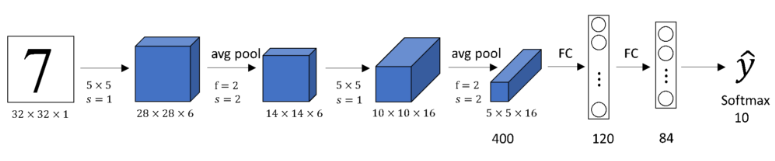 7
32 × 32 × 1
5 × 5
s = 1
28 × 28 × 6
avg pool
f = 2
s = 2
14 × 14 × 6
5 × 5
s = 1
10 × 10 × 16
avg pool
f = 2
s = 2
5 × 5 × 16
400
FC
⋮
120
FC
⋮
84
ŷ
Softmax
10